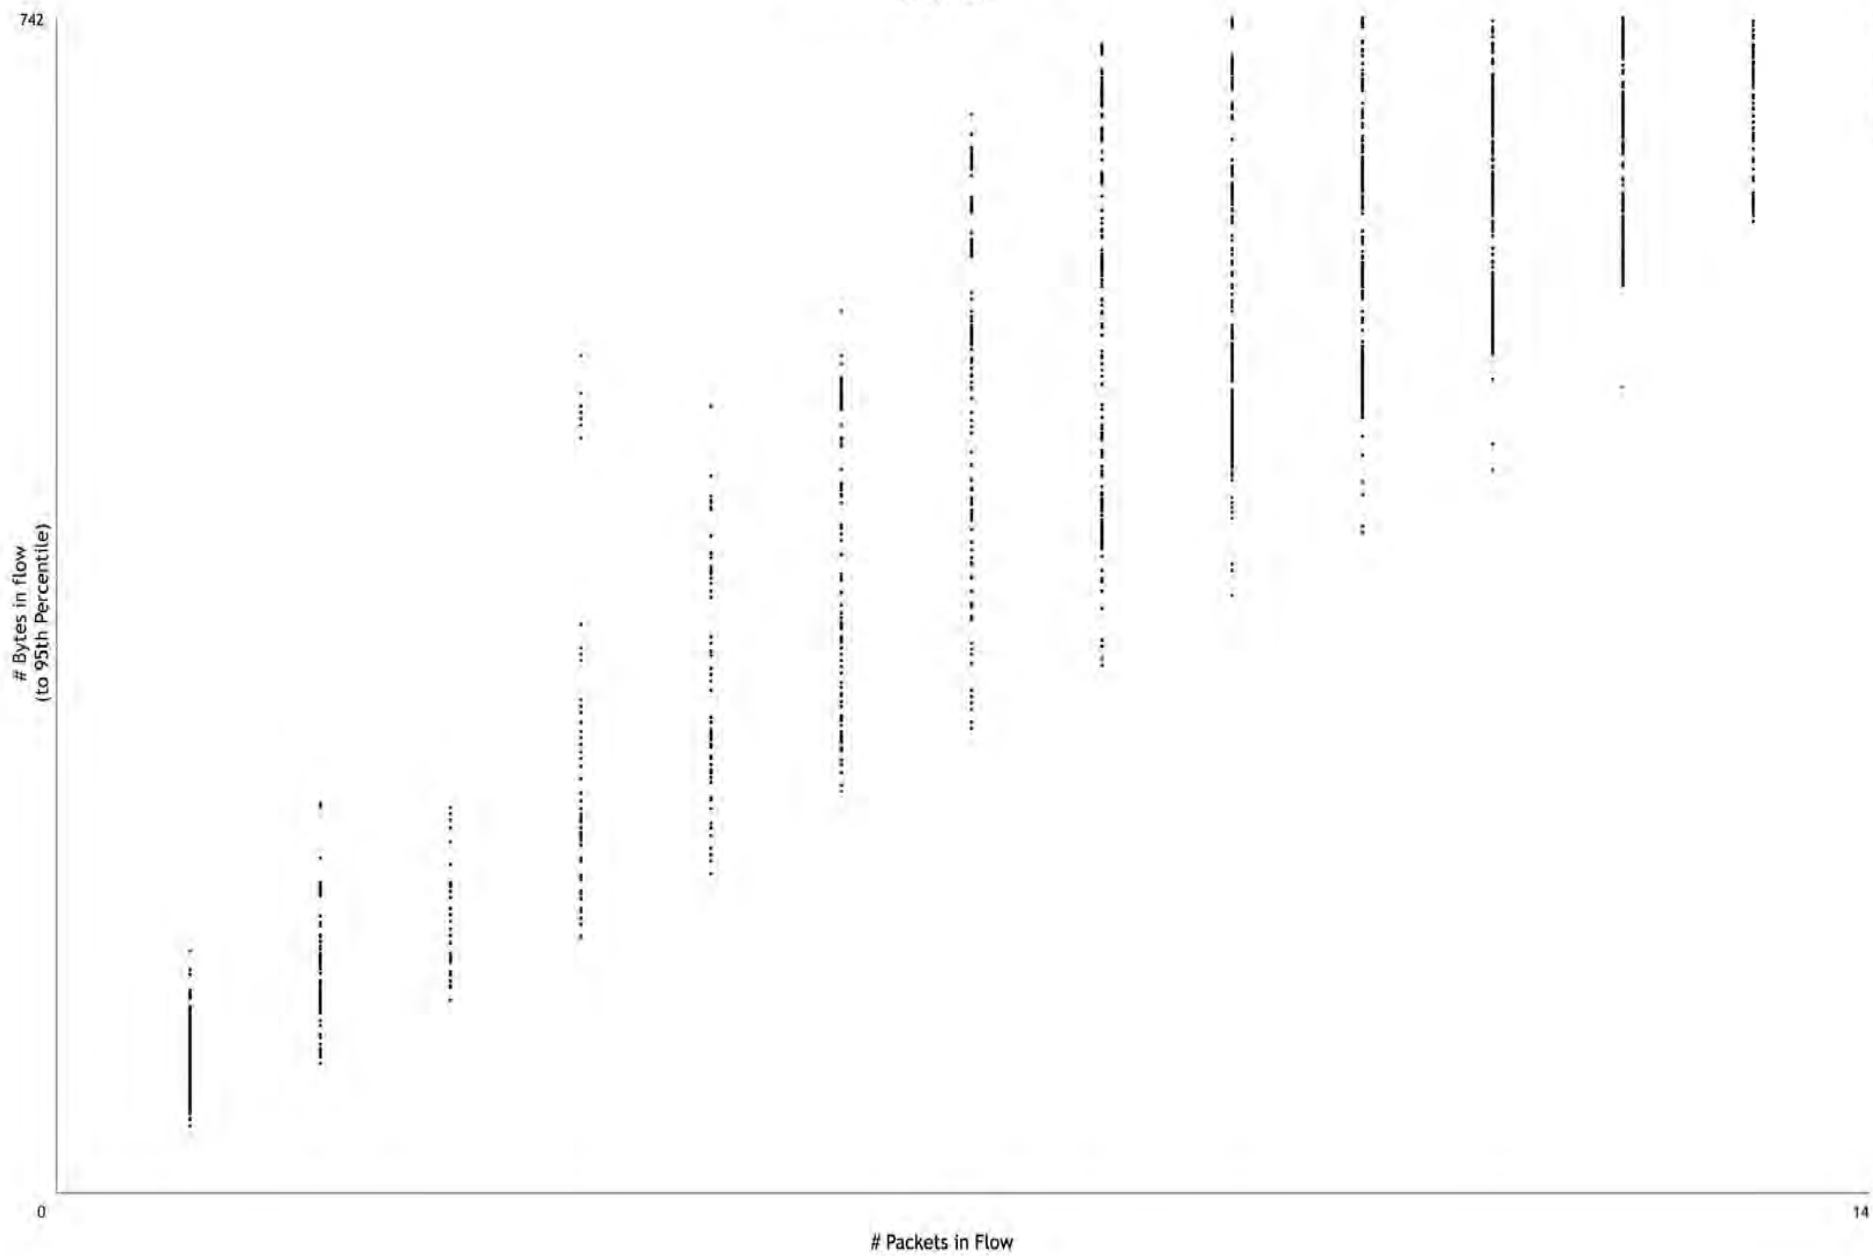 742
# Bytes in flow
(to 95th Percentile)
0
14
# Packets in Flow